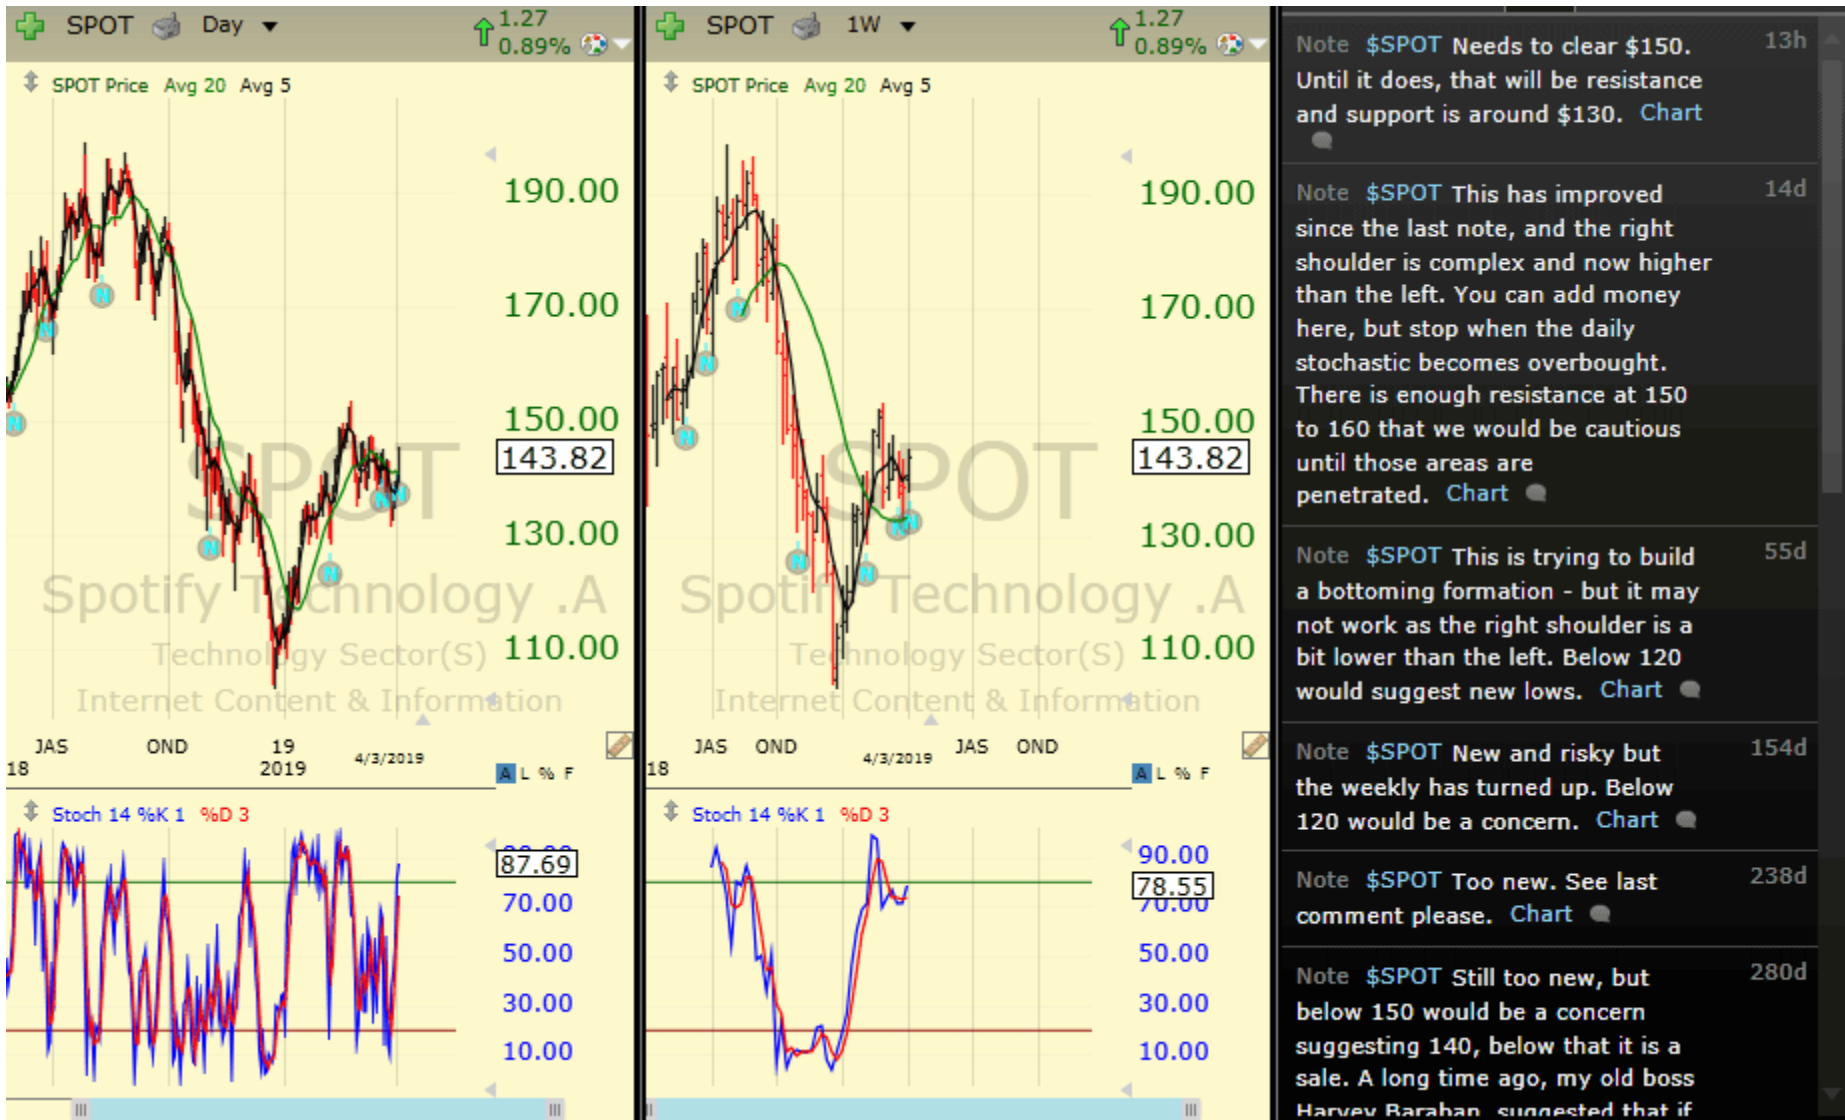 SPOT Day
1.27
0.89%
SPOT Price Avg 20 Avg 5
190.00
170.00
150.00
143.82
130.00
110.00
SPOT
Spotify Technology .A
Technology Sector(S)
Internet Content & Information
N
N
N
N
N
N
N
JAS OND 19 4/3/2019
18 2019
A L % F
Stoch 14 %K 1 %D 3
87.69
70.00
50.00
30.00
10.00
SPOT 1W
1.27
0.89%
SPOT Price Avg 20 Avg 5
190.00
170.00
150.00
143.82
130.00
110.00
SPOT
Spotify Technology .A
Technology Sector(S)
Internet Content & Information
N
N
N
N
N
N
N
JAS OND 4/3/2019 JAS OND
18
A L % F
Stoch 14 %K 1 %D 3
90.00
78.55
70.00
50.00
30.00
10.00
Note $SPOT Needs to clear $150. 13h
Until it does, that will be resistance
and support is around $130. Chart
Note $SPOT This has improved 14d
since the last note, and the right
shoulder is complex and now higher
than the left. You can add money
here, but stop when the daily
stochastic becomes overbought.
There is enough resistance at 150
to 160 that we would be cautious
until those areas are
penetrated. Chart
Note $SPOT This is trying to build 55d
a bottoming formation - but it may
not work as the right shoulder is a
bit lower than the left. Below 120
would suggest new lows. Chart
Note $SPOT New and risky but 154d
the weekly has turned up. Below
120 would be a concern. Chart
Note $SPOT Too new. See last 238d
comment please. Chart
Note $SPOT Still too new, but 280d
below 150 would be a concern
suggesting 140, below that it is a
sale. A long time ago, my old boss
Harvey Baraban, suggested that if